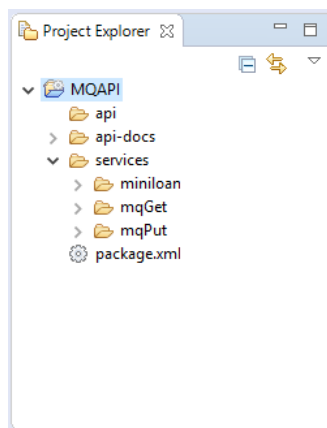 Project Explorer
MQAPI
api
api-docs
services
miniloan
mqGet
mqPut
package.xml